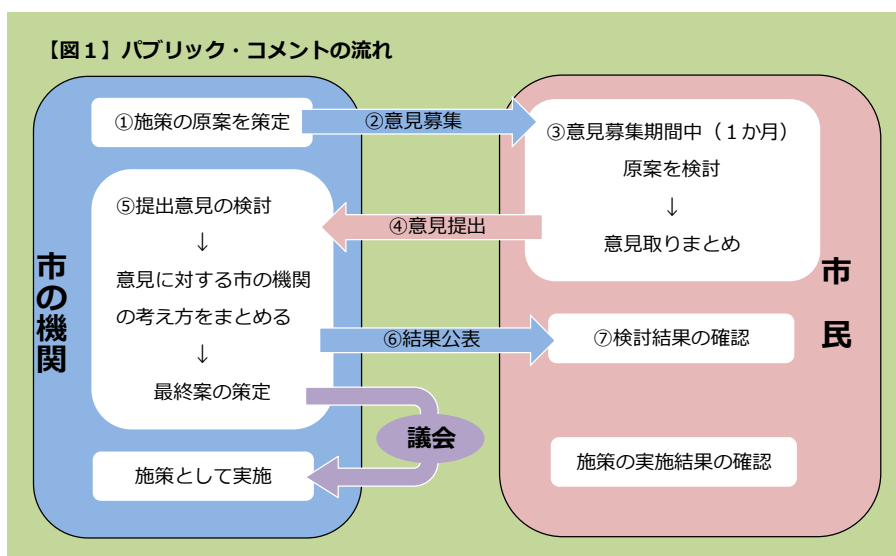 【図１】パブリック・コメントの流れ
市の機関
①施策の原案を策定
②意見募集
③意見募集期間中（１か月）
原案を検討
↓
意見取りまとめ
④意見提出
⑤提出意見の検討
↓
意見に対する市の機関
の考え方をまとめる
↓
最終案の策定
⑥結果公表
⑦検討結果の確認
議会
施策として実施
施策の実施結果の確認
市民